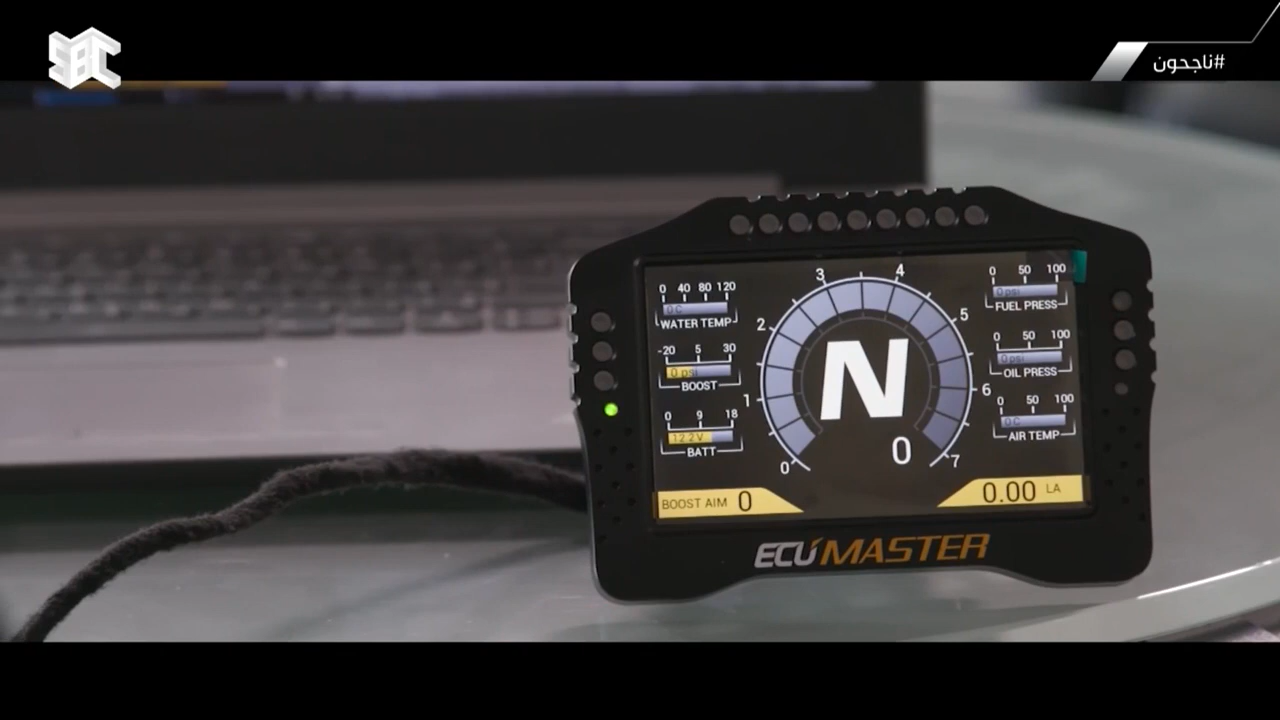 SBC
#ناجحون
0 40 80 120
0 C
WATER TEMP
-20 5 30
0 psi
BOOST
0 9 18
12.2V
BATT
0 1 2 3 4 5 6 7
N
0
0 50 100
0 psi
FUEL PRESS
0 50 100
0 psi
OIL PRESS
0 50 100
0 C
AIR TEMP
BOOST AIM 0
0.00 LA
ECUMASTER